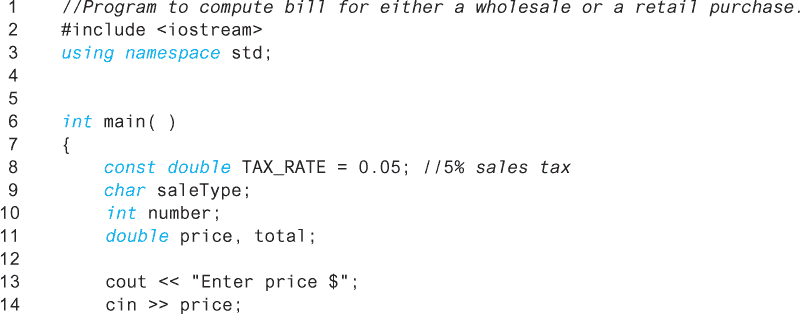 1 //Program to compute bill for either a wholesale or a retail purchase.
2 #include <iostream>
3 using namespace std;
4
5
6 int main( )
7 {
8 const double TAX_RATE = 0.05; //5% sales tax
9 char saleType;
10 int number;
11 double price, total;
12
13 cout << "Enter price $";
14 cin >> price;